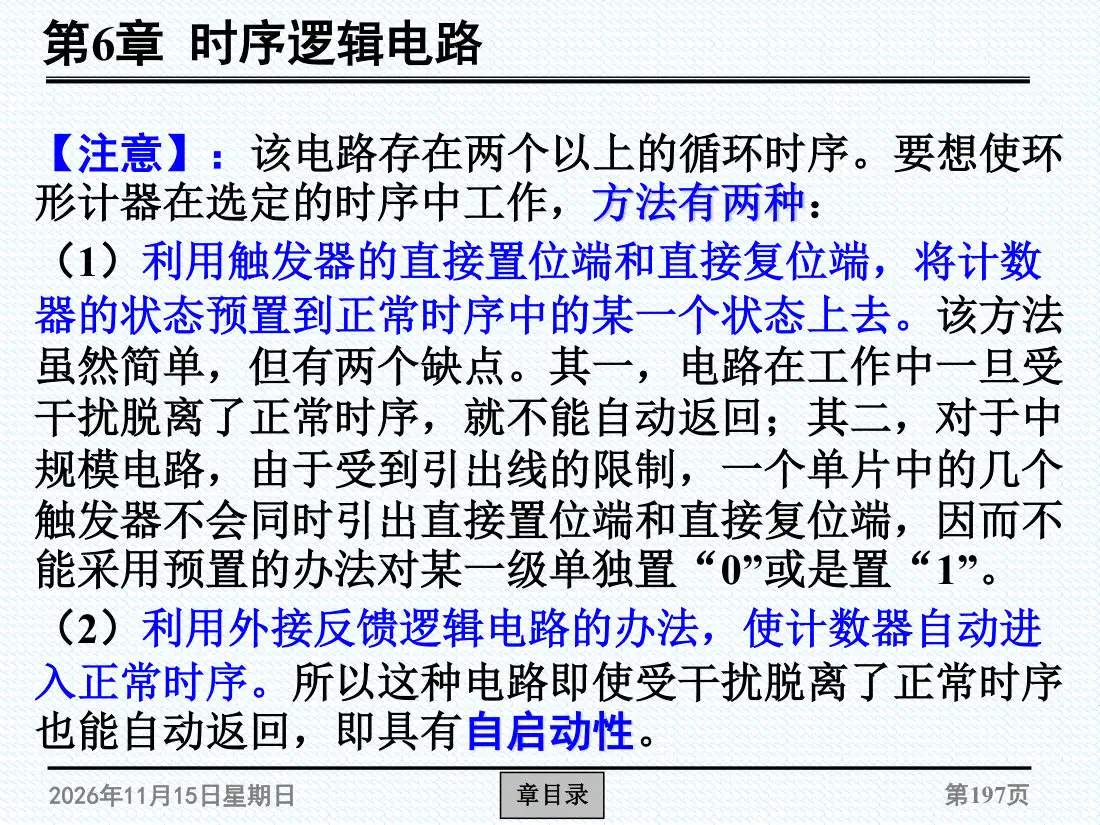 第6章 时序逻辑电路
【注意】：该电路存在两个以上的循环时序。要想使环
形计器在选定的时序中工作，方法有两种：
（1）利用触发器的直接置位端和直接复位端，将计数
器的状态预置到正常时序中的某一个状态上去。该方法
虽然简单，但有两个缺点。其一，电路在工作中一旦受
干扰脱离了正常时序，就不能自动返回；其二，对于中
规模电路，由于受到引出线的限制，一个单片中的几个
触发器不会同时引出直接置位端和直接复位端，因而不
能采用预置的办法对某一级单独置“0”或是置“1”。
（2）利用外接反馈逻辑电路的办法，使计数器自动进
入正常时序。所以这种电路即使受干扰脱离了正常时序
也能自动返回，即具有自启动性。
2026年11月15日星期日
章目录
第197页